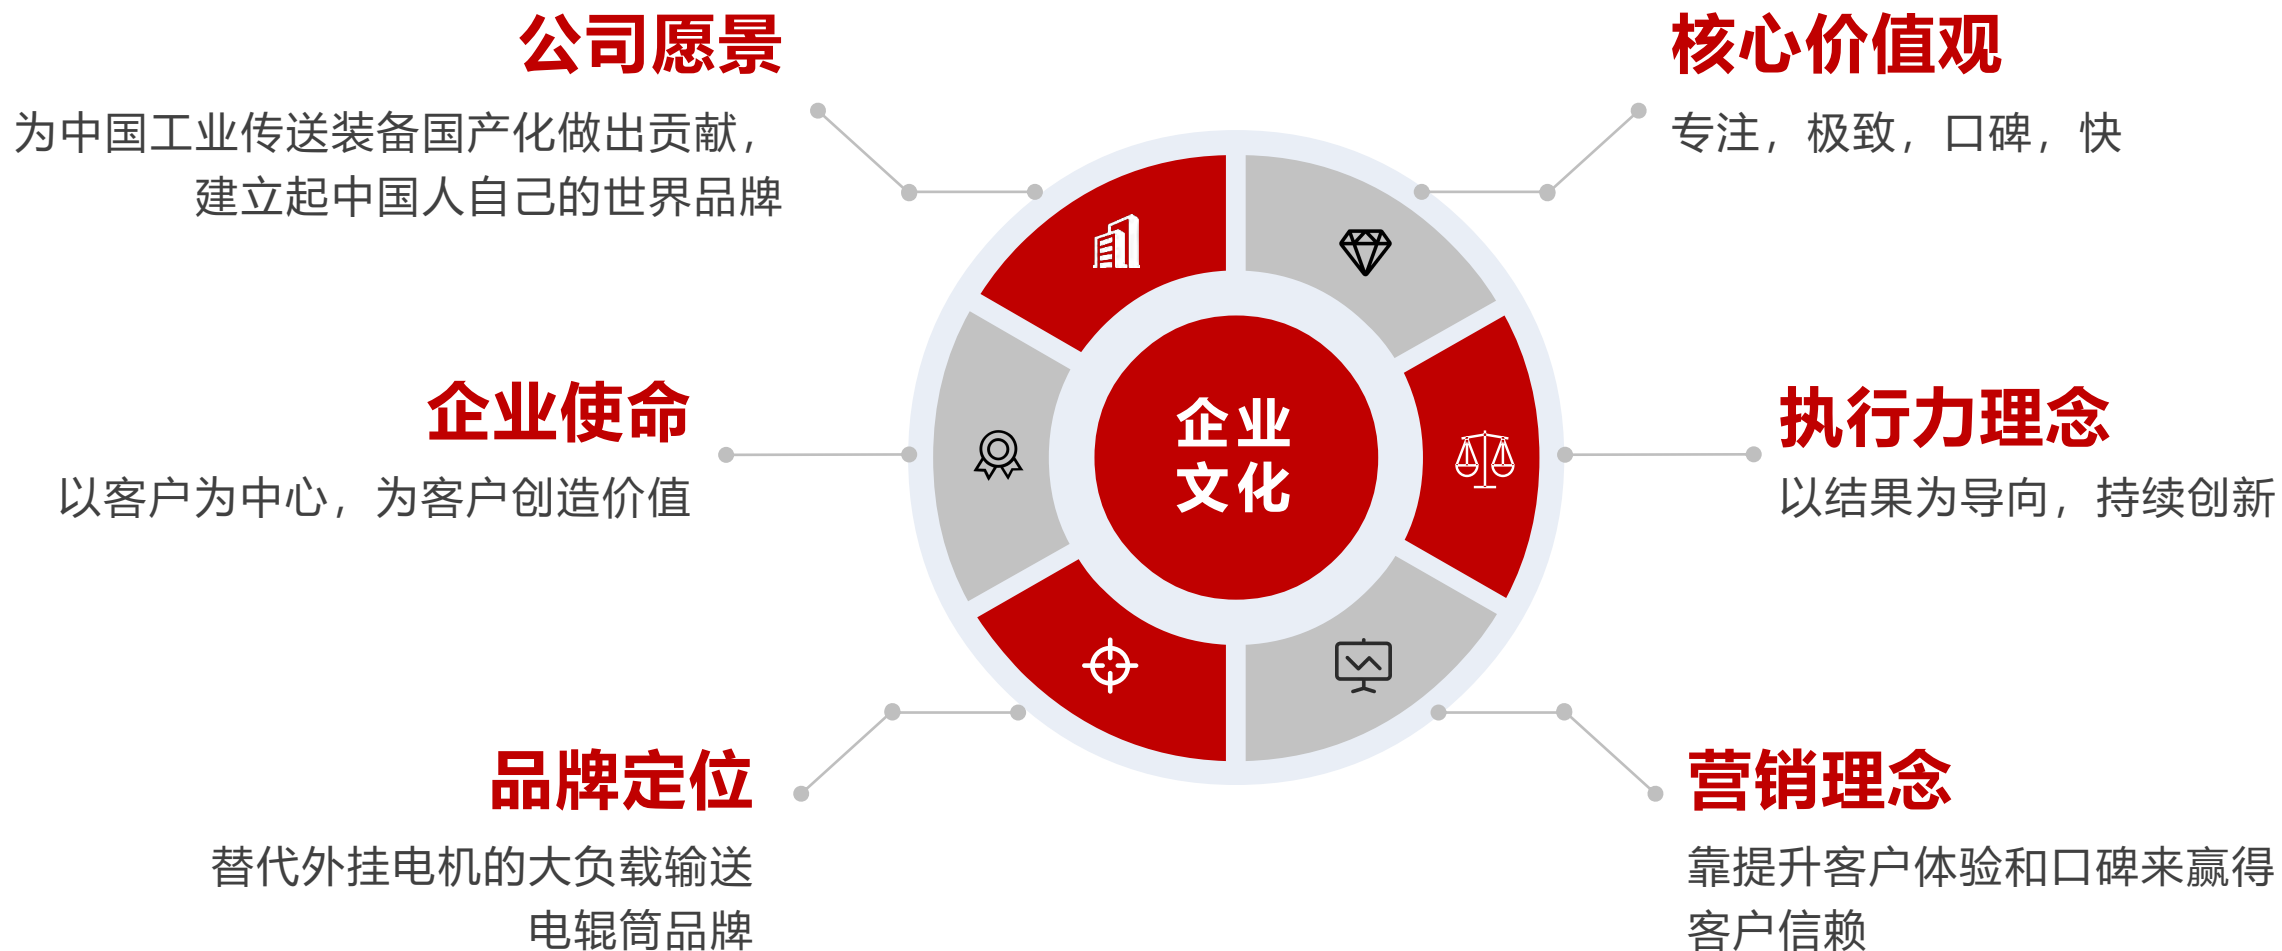 公司愿景
为中国工业传送装备国产化做出贡献，
建立起中国人自己的世界品牌
核心价值观
专注，极致，口碑，快
企业使命
以客户为中心，为客户创造价值
企业
文化
执行力理念
以结果为导向，持续创新
品牌定位
替代外挂电机的大负载输送
电辊筒品牌
营销理念
靠提升客户体验和口碑来赢得
客户信赖